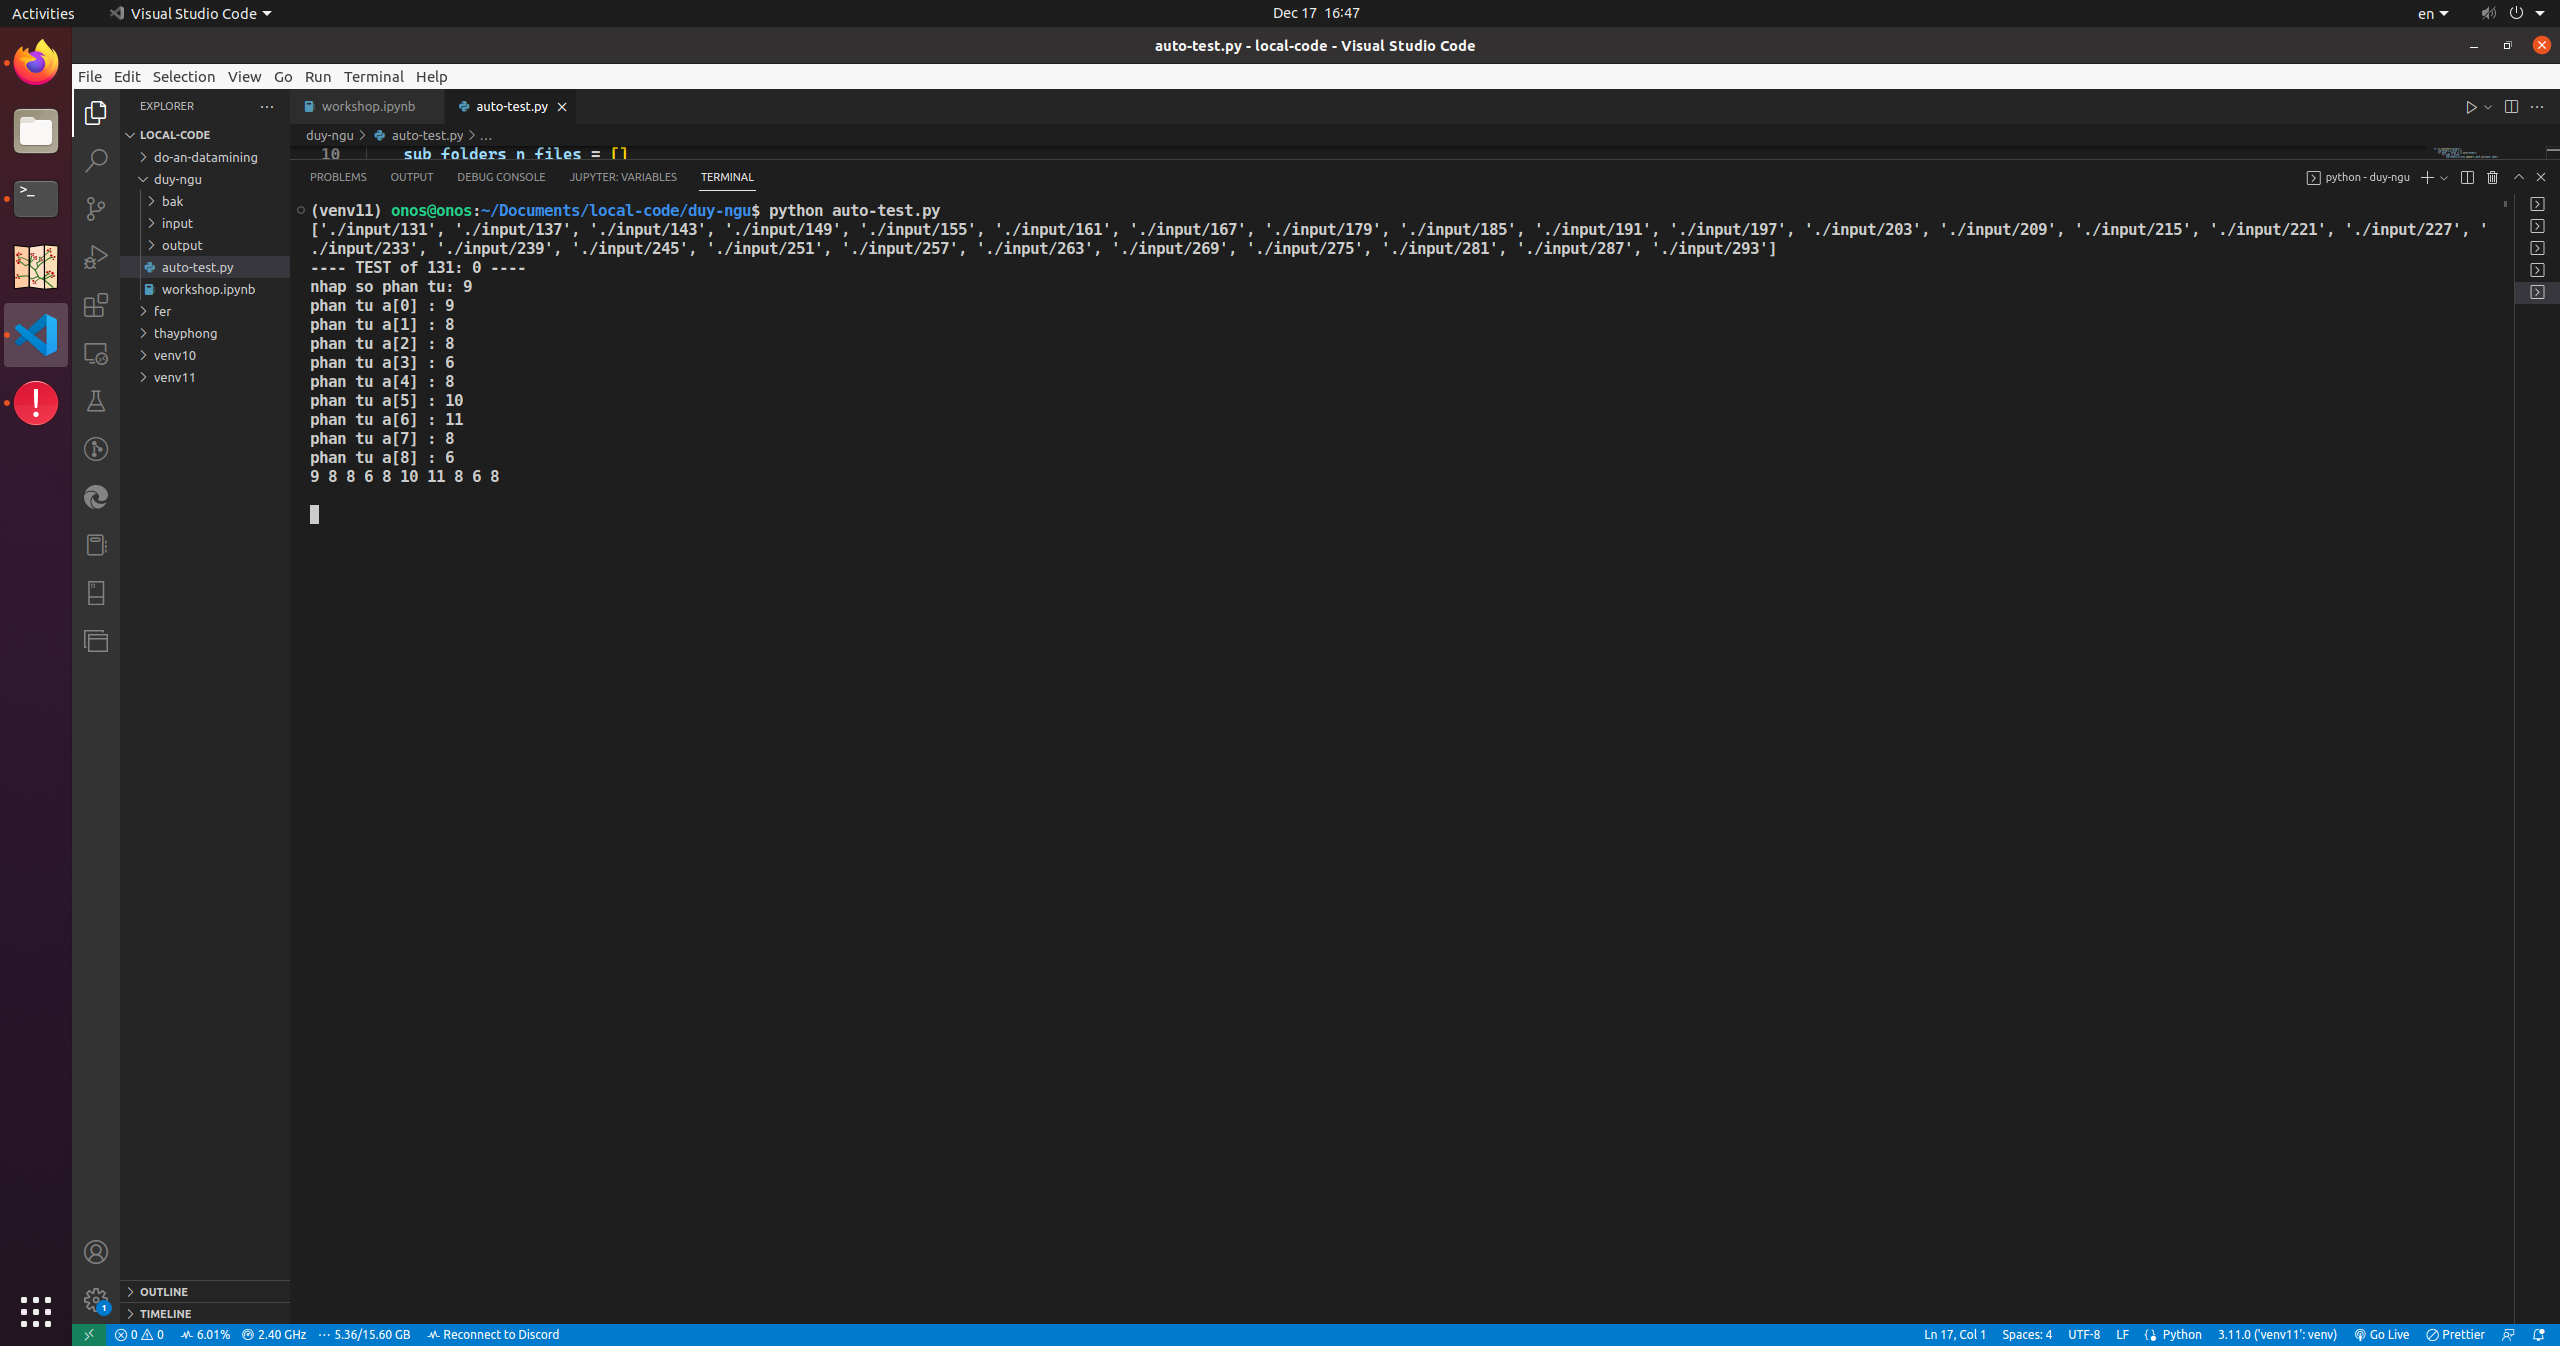 Activities
Visual Studio Code
Dec 17 16:47
en
auto-test.py - local-code - Visual Studio Code
File Edit Selection View Go Run Terminal Help
EXPLORER
LOCAL-CODE
do-an-datamining
duy-ngu
bak
input
output
auto-test.py
workshop.ipynb
fer
thayphong
venv10
venv11
OUTLINE
TIMELINE
workshop.ipynb
auto-test.py
duy-ngu > auto-test.py > ...
10 sub_folders_n_files = []
PROBLEMS OUTPUT DEBUG CONSOLE JUPYTER: VARIABLES TERMINAL
python - duy-ngu
(venv11) onos@onos:~/Documents/local-code/duy-ngu$ python auto-test.py
['./input/131', './input/137', './input/143', './input/149', './input/155', './input/161', './input/167', './input/179', './input/185', './input/191', './input/197', './input/203', './input/209', './input/215', './input/221', './input/227', '
./input/233', './input/239', './input/245', './input/251', './input/257', './input/263', './input/269', './input/275', './input/281', './input/287', './input/293']
---- TEST of 131: 0 ----
nhap so phan tu: 9
phan tu a[0] : 9
phan tu a[1] : 8
phan tu a[2] : 8
phan tu a[3] : 6
phan tu a[4] : 8
phan tu a[5] : 10
phan tu a[6] : 11
phan tu a[7] : 8
phan tu a[8] : 6
9 8 8 6 8 10 11 8 6 8
1
0 0 6.01% 2.40 GHz 5.36/15.60 GB Reconnect to Discord
Ln 17, Col 1 Spaces: 4 UTF-8 LF Python 3.11.0 ('venv11': venv) Go Live Prettier